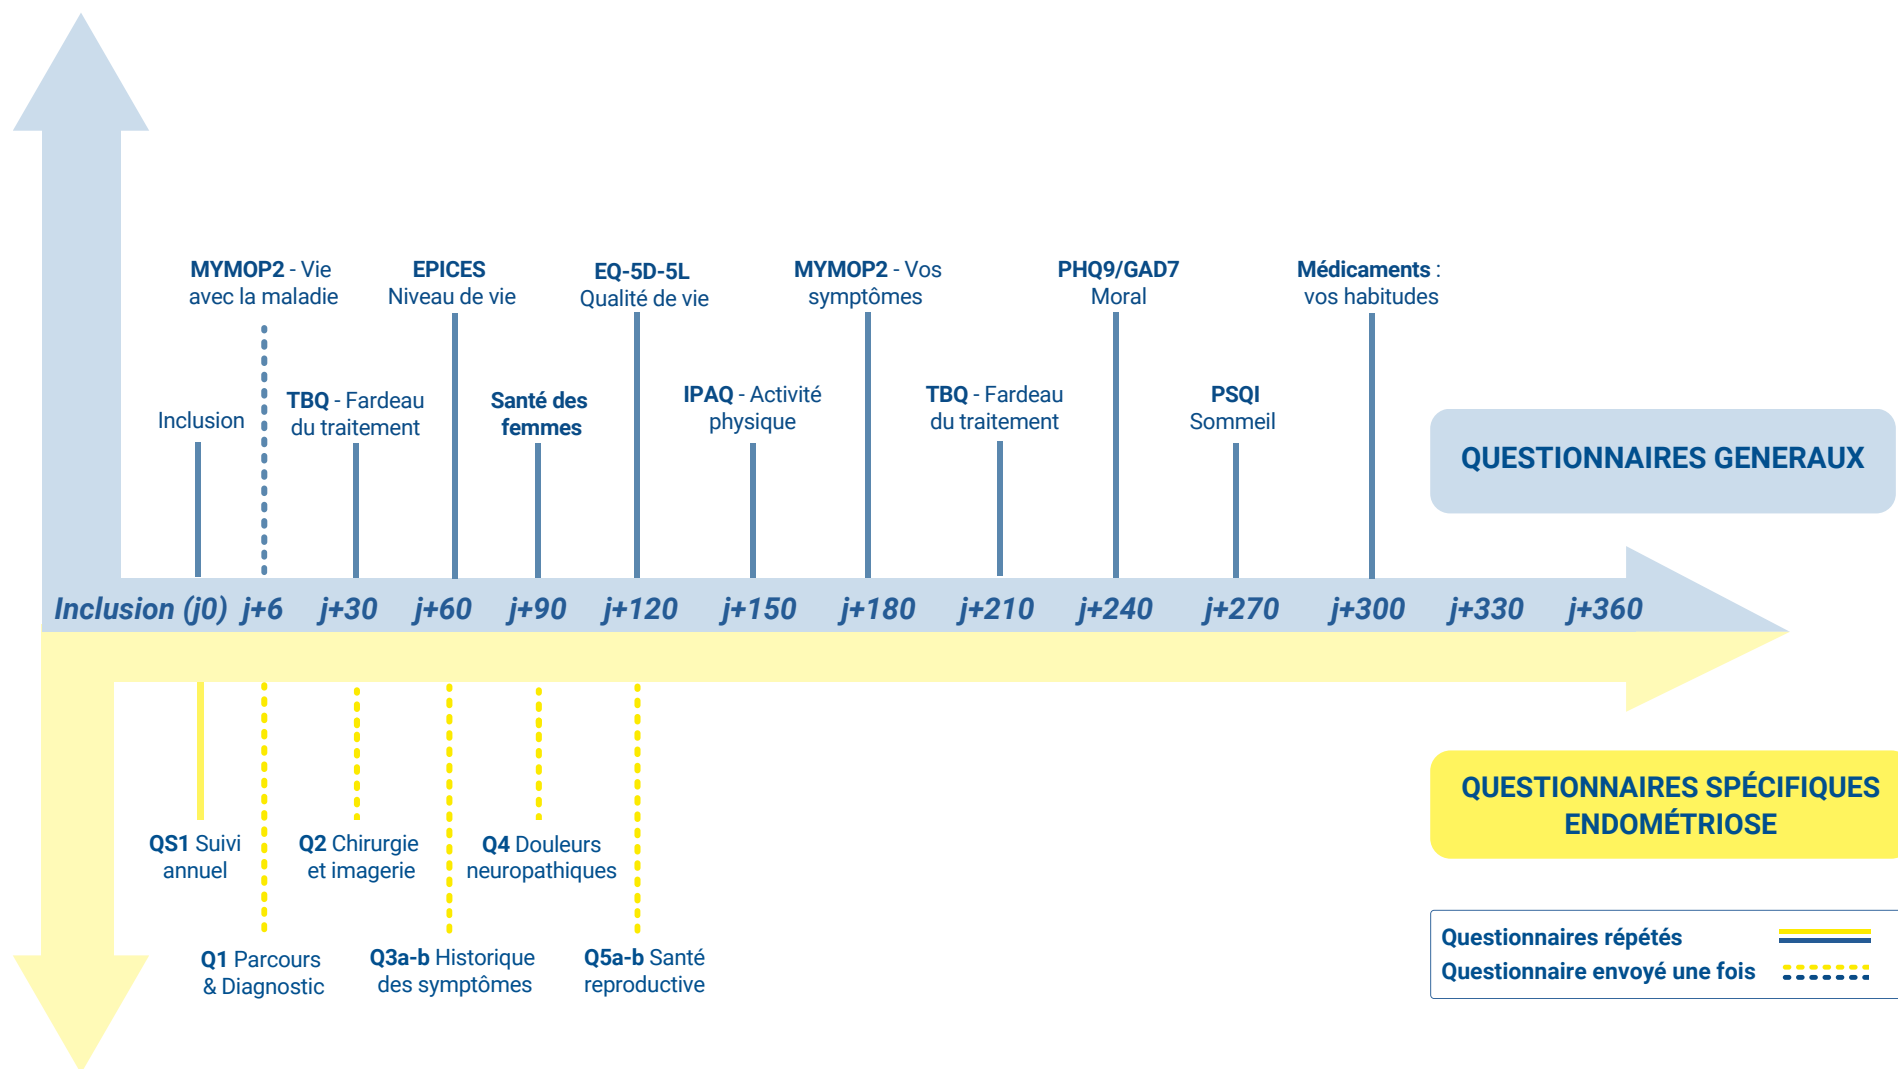 MYMOP2 - Vie
avec la maladie
EPICES
Niveau de vie
EQ-5D-5L
Qualité de vie
MYMOP2 - Vos
symptômes
PHQ9/GAD7
Moral
Médicaments :
vos habitudes
Inclusion
TBQ - Fardeau
du traitement
Santé des
femmes
IPAQ - Activité
physique
TBQ - Fardeau
du traitement
PSQI
Sommeil
QUESTIONNAIRES GENERAUX
Inclusion (j0) j+6 j+30 j+60 j+90 j+120 j+150 j+180 j+210 j+240 j+270 j+300 j+330 j+360
QS1 Suivi
annuel
Q2 Chirurgie
et imagerie
Q4 Douleurs
neuropathiques
Q1 Parcours
& Diagnostic
Q3a-b Historique
des symptômes
Q5a-b Santé
reproductive
QUESTIONNAIRES SPÉCIFIQUES
ENDOMÉTRIOSE
Questionnaires répétés
Questionnaire envoyé une fois